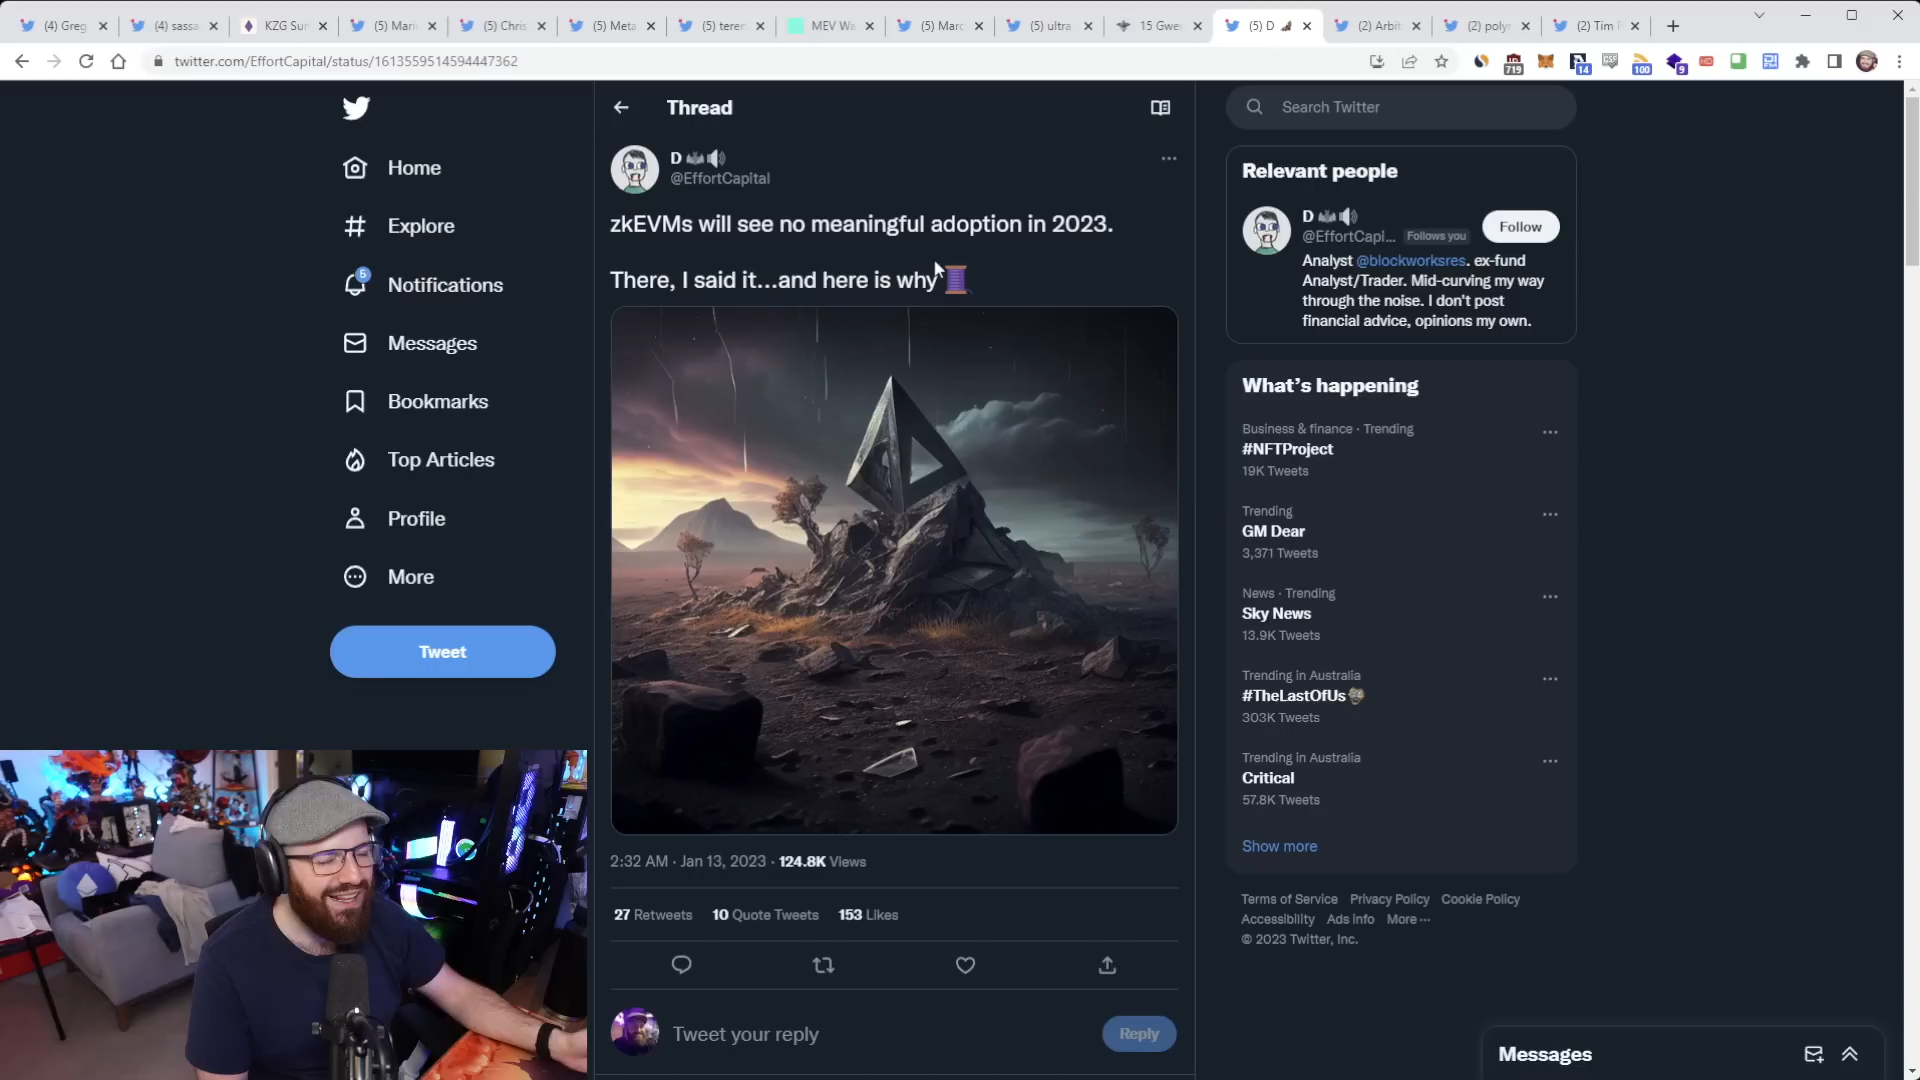 (4) Greg
(4) sassa
KZG Sur
(5) Mari
(5) Chris
(5) Meta
(5) teren
MEV Wa
(5) Marc
(5) ultra
15 Gwei
(5) D
(2) Arbit
(2) polyn
(2) Tim
twitter.com/EffortCapital/status/1613559514594447362
719
14
100
9
Home
Explore
5
Notifications
Messages
Bookmarks
Top Articles
Profile
More
Tweet
Thread
D
@EffortCapital
zkEVMs will see no meaningful adoption in 2023.
There, I said it...and here is why
2:32 AM · Jan 13, 2023 · 124.8K Views
27 Retweets 10 Quote Tweets 153 Likes
Tweet your reply
Reply
Search Twitter
Relevant people
D
@EffortCapi... Follows you
Follow
Analyst @blockworksres. ex-fund
Analyst/Trader. Mid-curving my way
through the noise. I don't post
financial advice, opinions my own.
What's happening
Business & finance · Trending
#NFTProject
19K Tweets
Trending
GM Dear
3,371 Tweets
News · Trending
Sky News
13.9K Tweets
Trending in Australia
#TheLastOfUs
303K Tweets
Trending in Australia
Critical
57.8K Tweets
Show more
Terms of Service Privacy Policy Cookie Policy
Accessibility Ads info More ...
© 2023 Twitter, Inc.
Messages